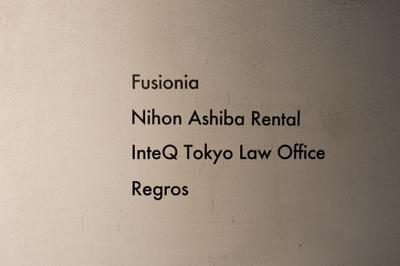 Fusionia
Nihon Ashiba Rental
InteQ Tokyo Law Office
Regros